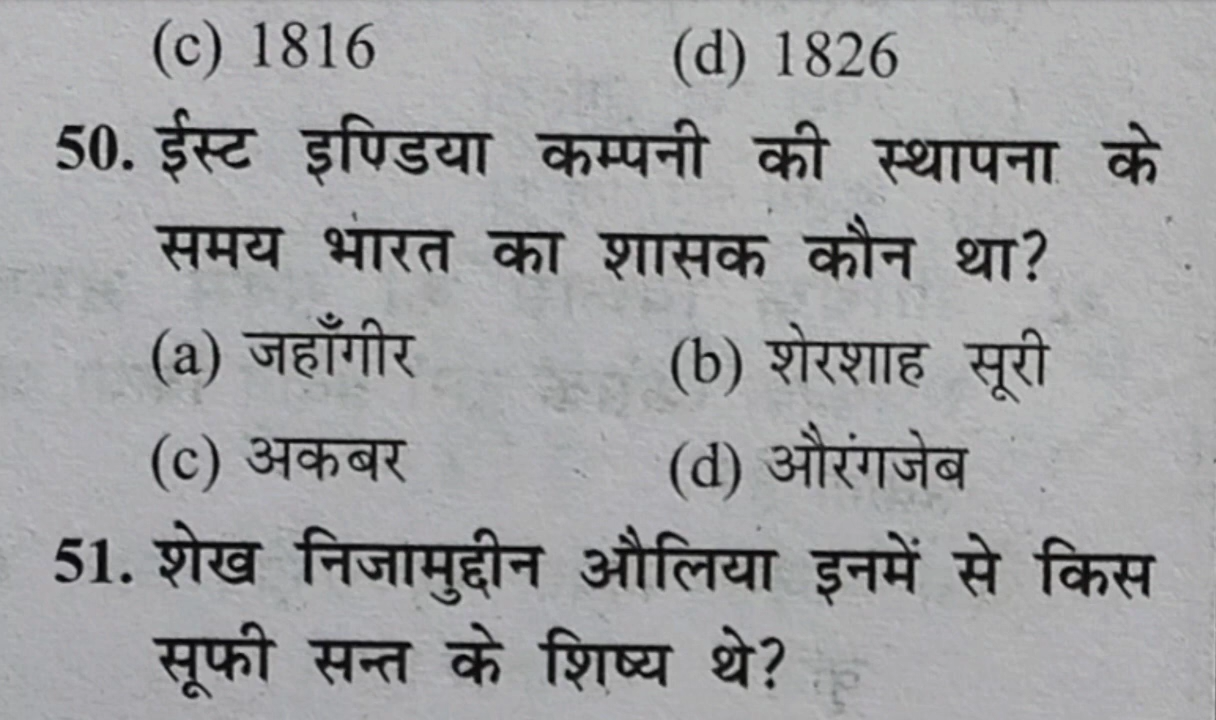 (c) 1816 (d) 1826
50. ईस्ट इण्डिया कम्पनी की स्थापना के
समय भारत का शासक कौन था?
(a) जहाँगीर (b) शेरशाह सूरी
(c) अकबर (d) औरंगजेब
51. शेख निजामुद्दीन औलिया इनमें से किस
सूफी सन्त के शिष्य थे?